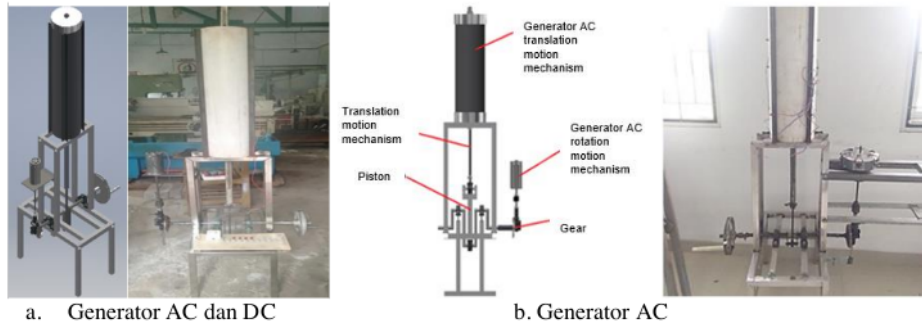 Generator AC
translation
motion
mechanism
Translation
motion
mechanism
Generator AC
rotation
motion
mechanism
Piston
Gear
a. Generator AC dan DC
b. Generator AC